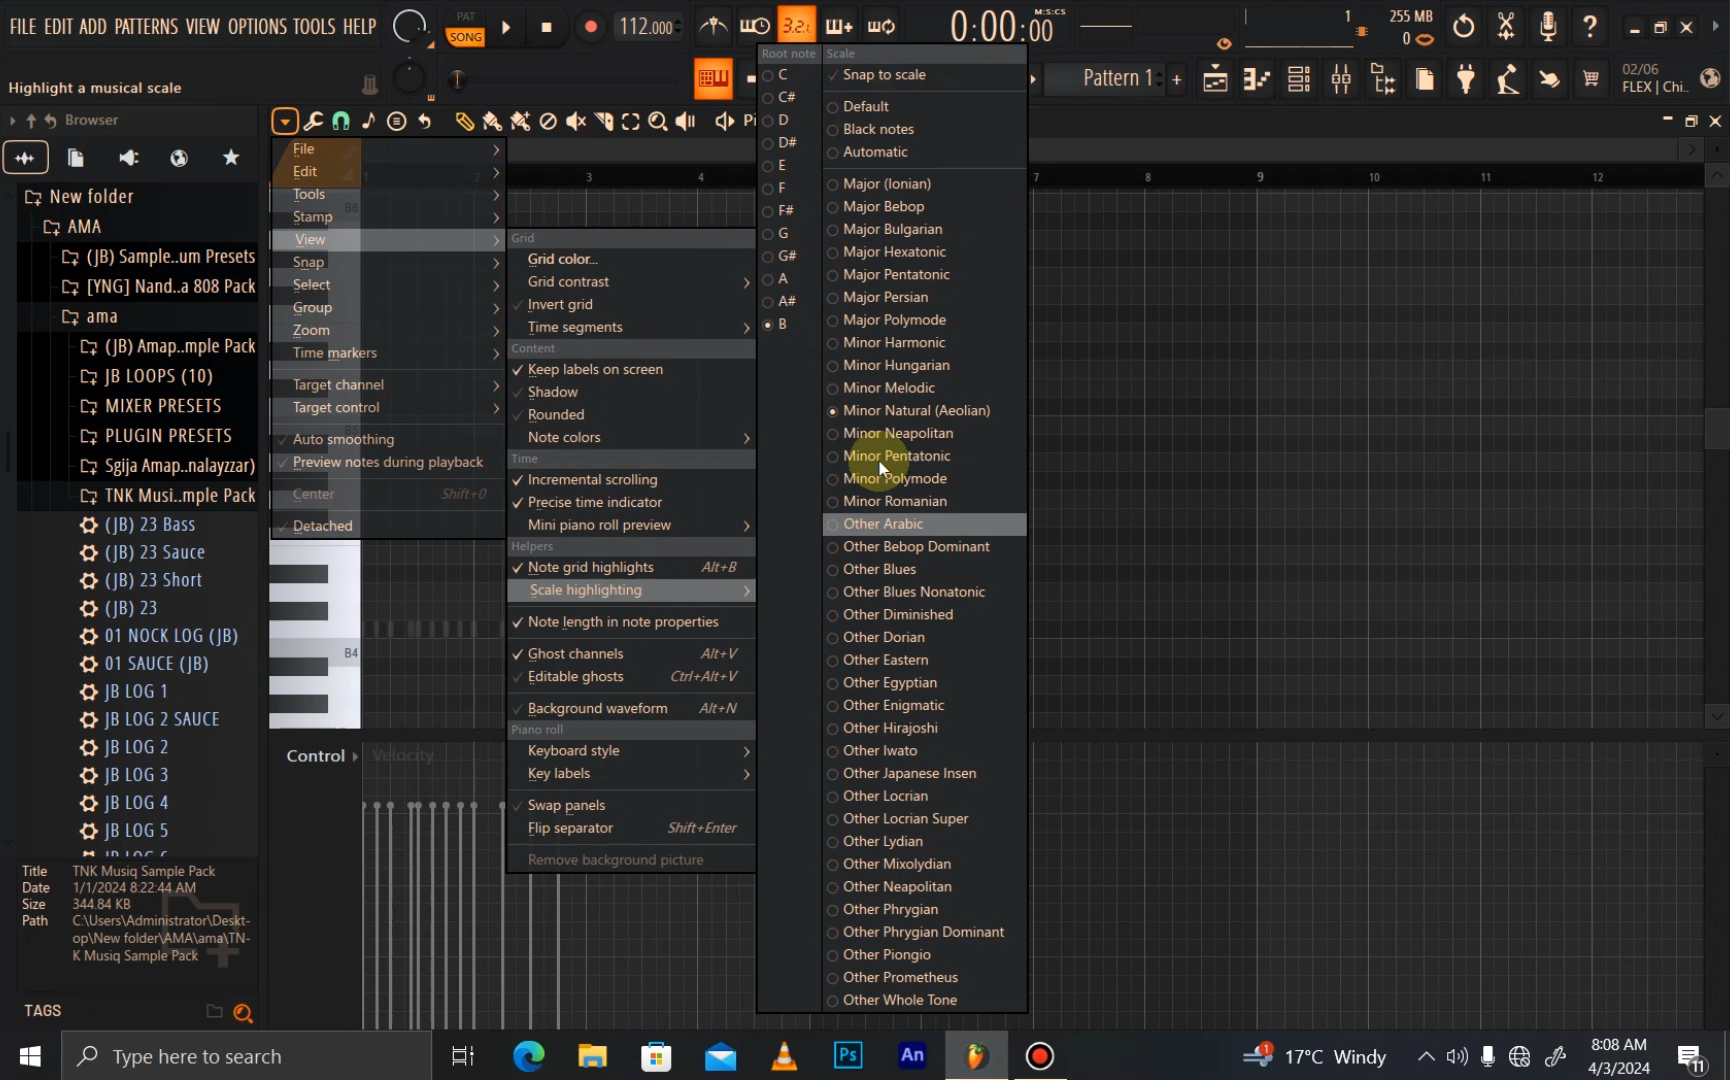 FILE EDIT ADD PATTERNS VIEW OPTIONS TOOLS HELP
PAT
SONG
112.000
3.2.
0:00:00
M:S:CS
1
255 MB
0
Highlight a musical scale
Pattern 1
02/06
FLEX | Chi..
Browser
New folder
AMA
(JB) Sample..um Presets
[YNG] Nand..a 808 Pack
ama
(JB) Amap..mple Pack
JB LOOPS (10)
MIXER PRESETS
PLUGIN PRESETS
Sgija Amap..nalayzzar)
TNK Musi..mple Pack
(JB) 23 Bass
(JB) 23 Sauce
(JB) 23 Short
(JB) 23
01 NOCK LOG (JB)
01 SAUCE (JB)
JB LOG 1
JB LOG 2 SAUCE
JB LOG 2
JB LOG 3
JB LOG 4
JB LOG 5
Title TNK Musiq Sample Pack
Date 1/1/2024 8:22:44 AM
Size 344.84 KB
Path C:\Users\Administrator\Deskt-
op\New folder\AMA\ama\TN-
K Musiq Sample Pack
TAGS
File
Edit
Tools
Stamp
View
Snap
Select
Group
Zoom
Time markers
Target channel
Target control
Auto smoothing
Preview notes during playback
Center Shift+0
Detached
B4
Control
Velocity
Grid
Grid color...
Grid contrast
Invert grid
Time segments
Content
Keep labels on screen
Shadow
Rounded
Note colors
Time
Incremental scrolling
Precise time indicator
Mini piano roll preview
Helpers
Note grid highlights Alt+B
Scale highlighting
Note length in note properties
Ghost channels Alt+V
Editable ghosts Ctrl+Alt+V
Background waveform Alt+N
Piano roll
Keyboard style
Key labels
Swap panels
Flip separator Shift+Enter
Remove background picture
Root note
C
C#
D
D#
E
F
F#
G
G#
A
A#
B
Scale
Snap to scale
Default
Black notes
Automatic
Major (Ionian)
Major Bebop
Major Bulgarian
Major Hexatonic
Major Pentatonic
Major Persian
Major Polymode
Minor Harmonic
Minor Hungarian
Minor Melodic
Minor Natural (Aeolian)
Minor Neapolitan
Minor Pentatonic
Minor Polymode
Minor Romanian
Other Arabic
Other Bebop Dominant
Other Blues
Other Blues Nonatonic
Other Diminished
Other Dorian
Other Eastern
Other Egyptian
Other Enigmatic
Other Hirajoshi
Other Iwato
Other Japanese Insen
Other Locrian
Other Locrian Super
Other Lydian
Other Mixolydian
Other Neapolitan
Other Phrygian
Other Phrygian Dominant
Other Piongio
Other Prometheus
Other Whole Tone
3 4 7 8 9 10 11 12
Type here to search
Ps
An
1
17°C Windy
8:08 AM
4/3/2024
11